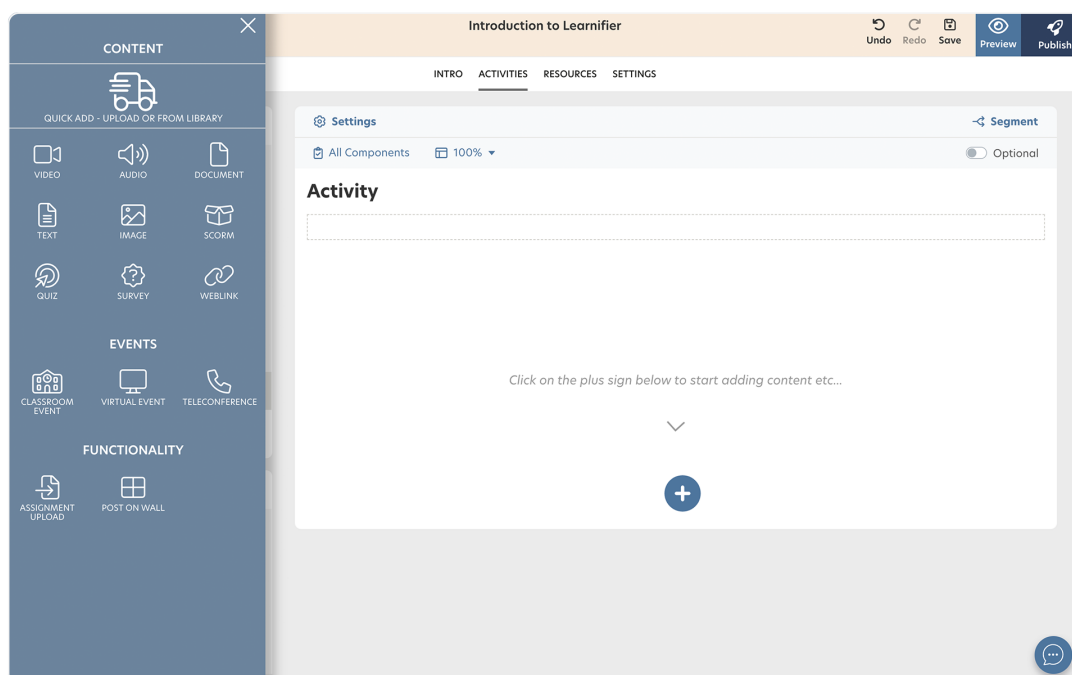 CONTENT
QUICK ADD - UPLOAD OR FROM LIBRARY
VIDEO
AUDIO
DOCUMENT
TEXT
IMAGE
SCORM
QUIZ
SURVEY
WEBLINK
EVENTS
CLASSROOM
EVENT
VIRTUAL EVENT
TELECONFERENCE
FUNCTIONALITY
ASSIGNMENT
UPLOAD
POST ON WALL
Introduction to Learnifier
Undo
Redo
Save
Preview
Publish
INTRO
ACTIVITIES
RESOURCES
SETTINGS
Settings
Segment
All Components
100%
Optional
Activity
Click on the plus sign below to start adding content etc...